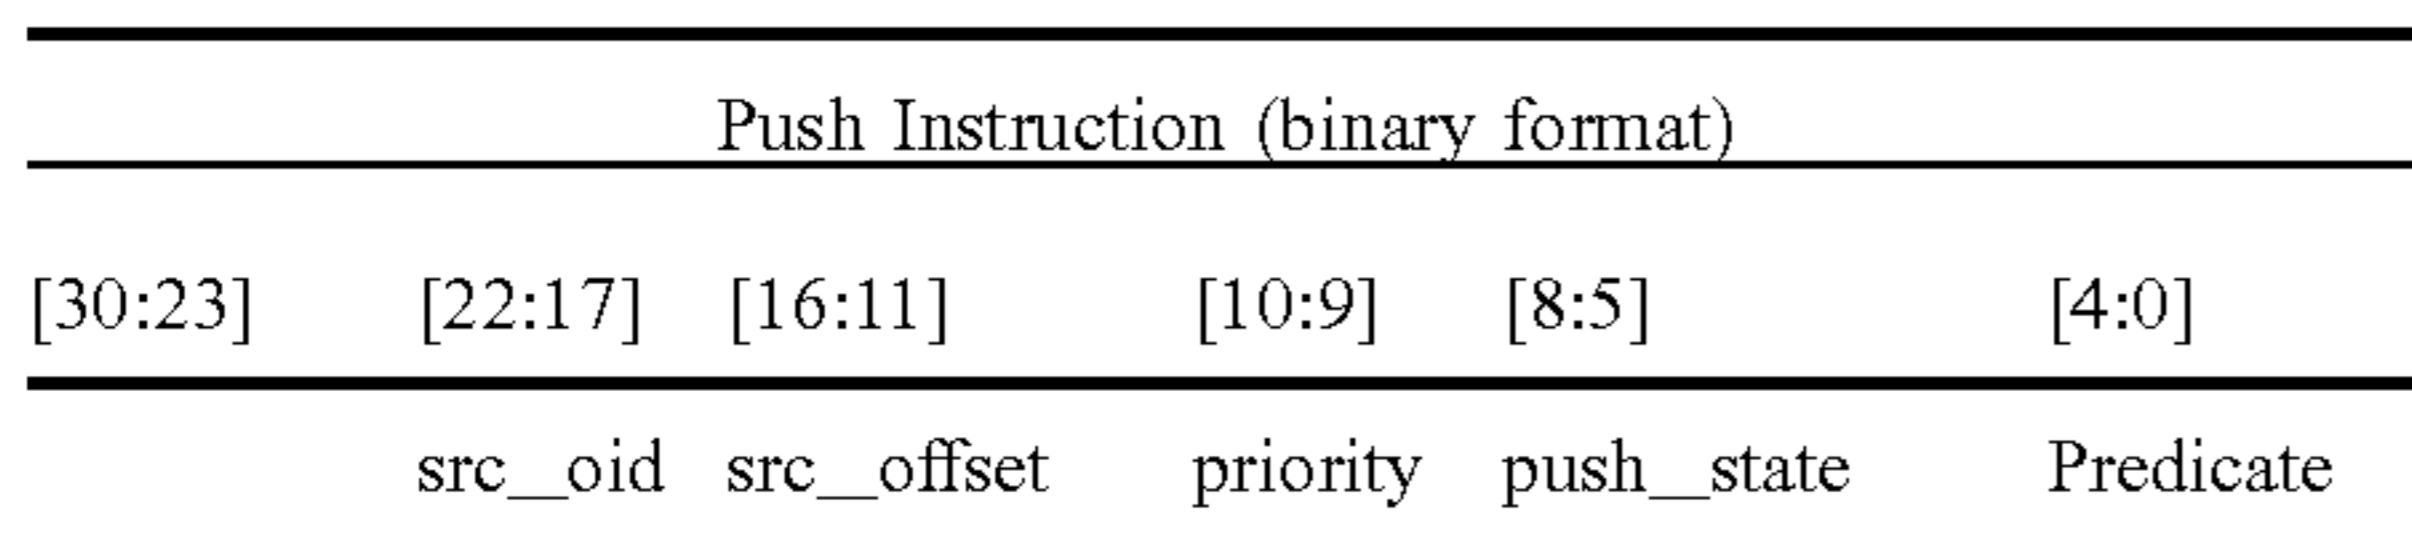 Push Instruction (binary format)
[30:23] [22:17] [16:11] [10:9] [8:5] [4:0]
src_oid src_offset priority push_state Predicate